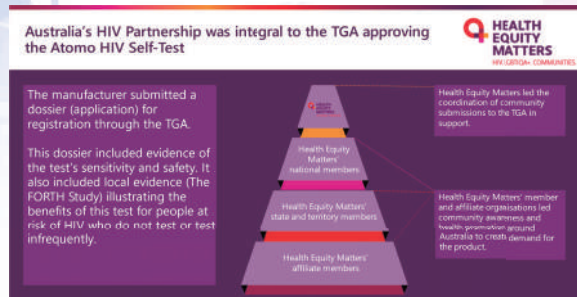 Australia's HIV Partnership was integral to the TGA approving
the Atomo HIV Self-Test
HEALTH
EQUITY
MATTERS
HIV|LGBTIQA+ COMMUNITIES
The manufacturer submitted a
dossier (application) for
registration through the TGA.
This dossier included evidence of
the test's sensitivity and safety. It
also included local evidence (The
FORTH Study) illustrating the
benefits of this test for people at
risk of HIV who do not test or test
infrequently.
HEALTH
EQUITY
MATTERS
Health Equity
Matters'
national members
Health Equity Matters'
state and territory members
Health Equity Matters'
affiliate members
Health Equity Matters led the
coordination of community
submissions to the TGA in
support.
Health Equity Matters' member
and affiliate organisations led
community awareness and
health promotion around
Australia to create demand for
the product.